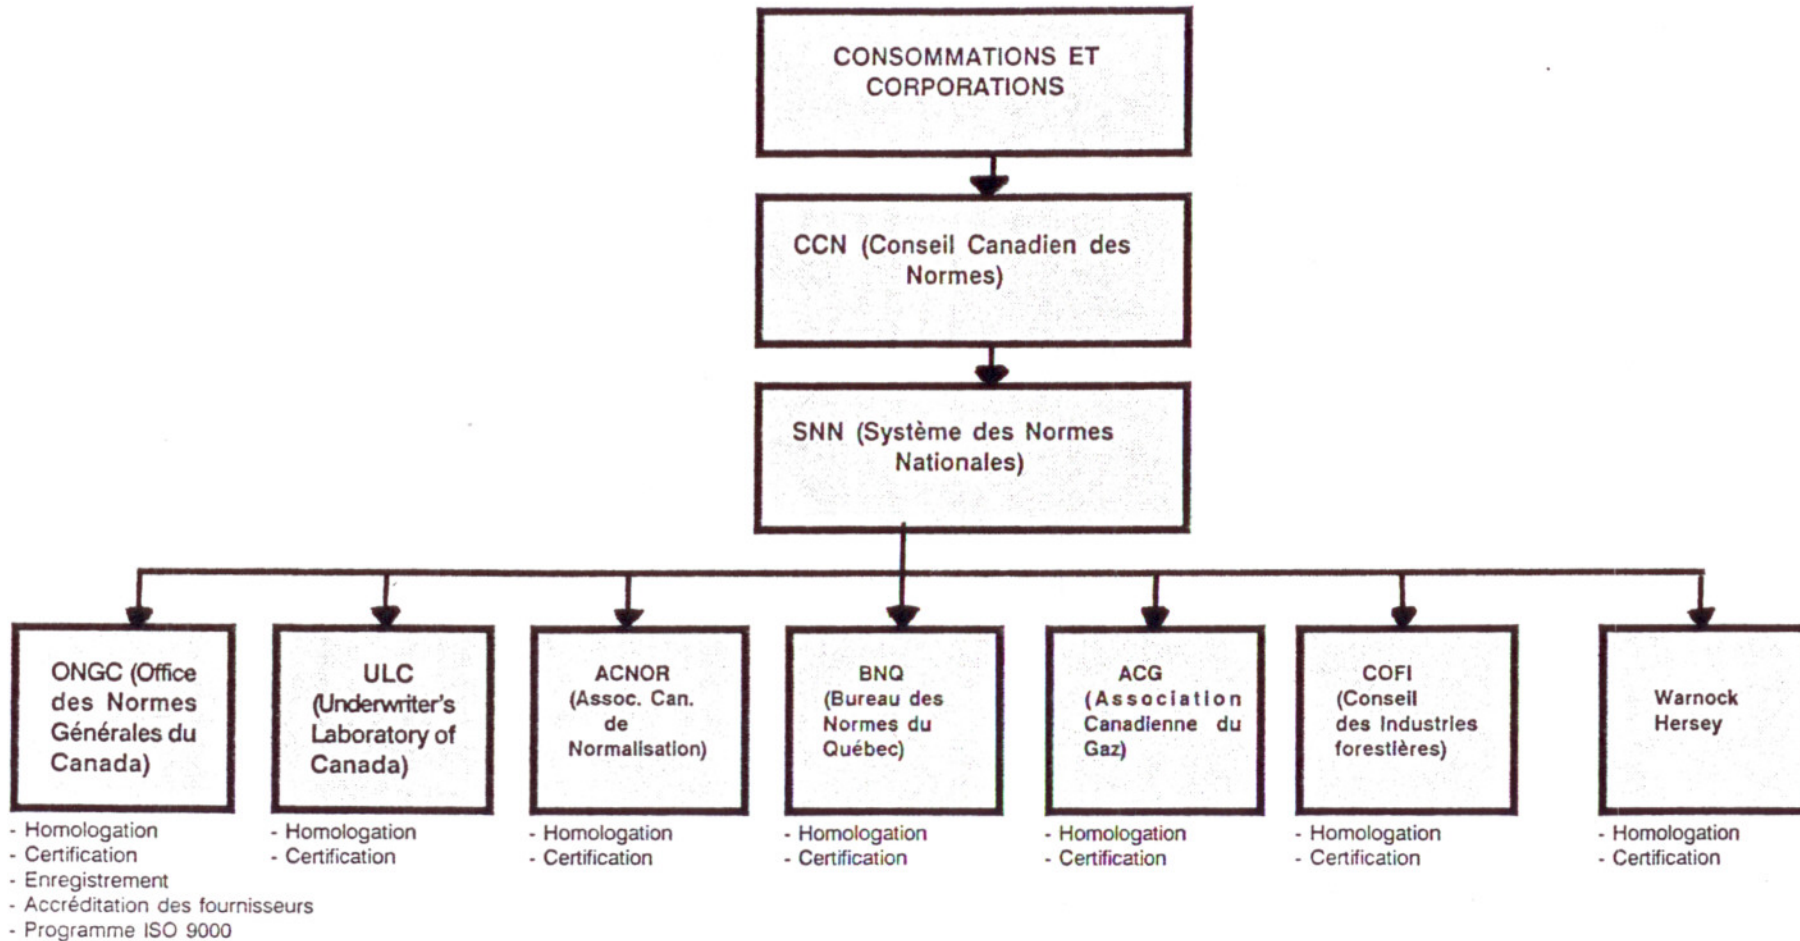 CONSOMMATIONS ET
CORPORATIONS
CCN (Conseil Canadien des
Normes)
SNN (Système des Normes
Nationales)
ONGC (Office
des Normes
Générales du
Canada)
- Homologation
- Certification
- Enregistrement
- Accréditation des fournisseurs
- Programme ISO 9000
ULC
(Underwriter's
Laboratory of
Canada)
- Homologation
- Certification
ACNOR
(Assoc. Can.
de
Normalisation)
- Homologation
- Certification
BNQ
(Bureau des
Normes du
Québec)
- Homologation
- Certification
ACG
(Association
Canadienne du
Gaz)
- Homologation
- Certification
COFI
(Conseil
des Industries
forestières)
- Homologation
- Certification
Warnock
Hersey
- Homologation
- Certification